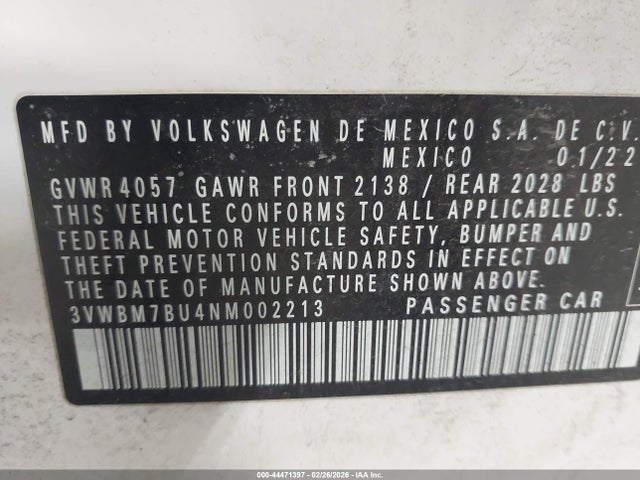 MFD BY VOLKSWAGEN DE MEXICO S.A. DE C.V
MEXICO 01/22
GVWR 4057 GAWR FRONT 2138 / REAR 2028 LBS
THIS VEHICLE CONFORMS TO ALL APPLICABLE U.S.
FEDERAL MOTOR VEHICLE SAFETY, BUMPER AND
THEFT PREVENTION STANDARDS IN EFFECT ON
THE DATE OF MANUFACTURE SHOWN ABOVE.
3VWBM7BU4NM002213 PASSENGER CAR
000-44471397 - 02/26/2026 - IAA Inc.